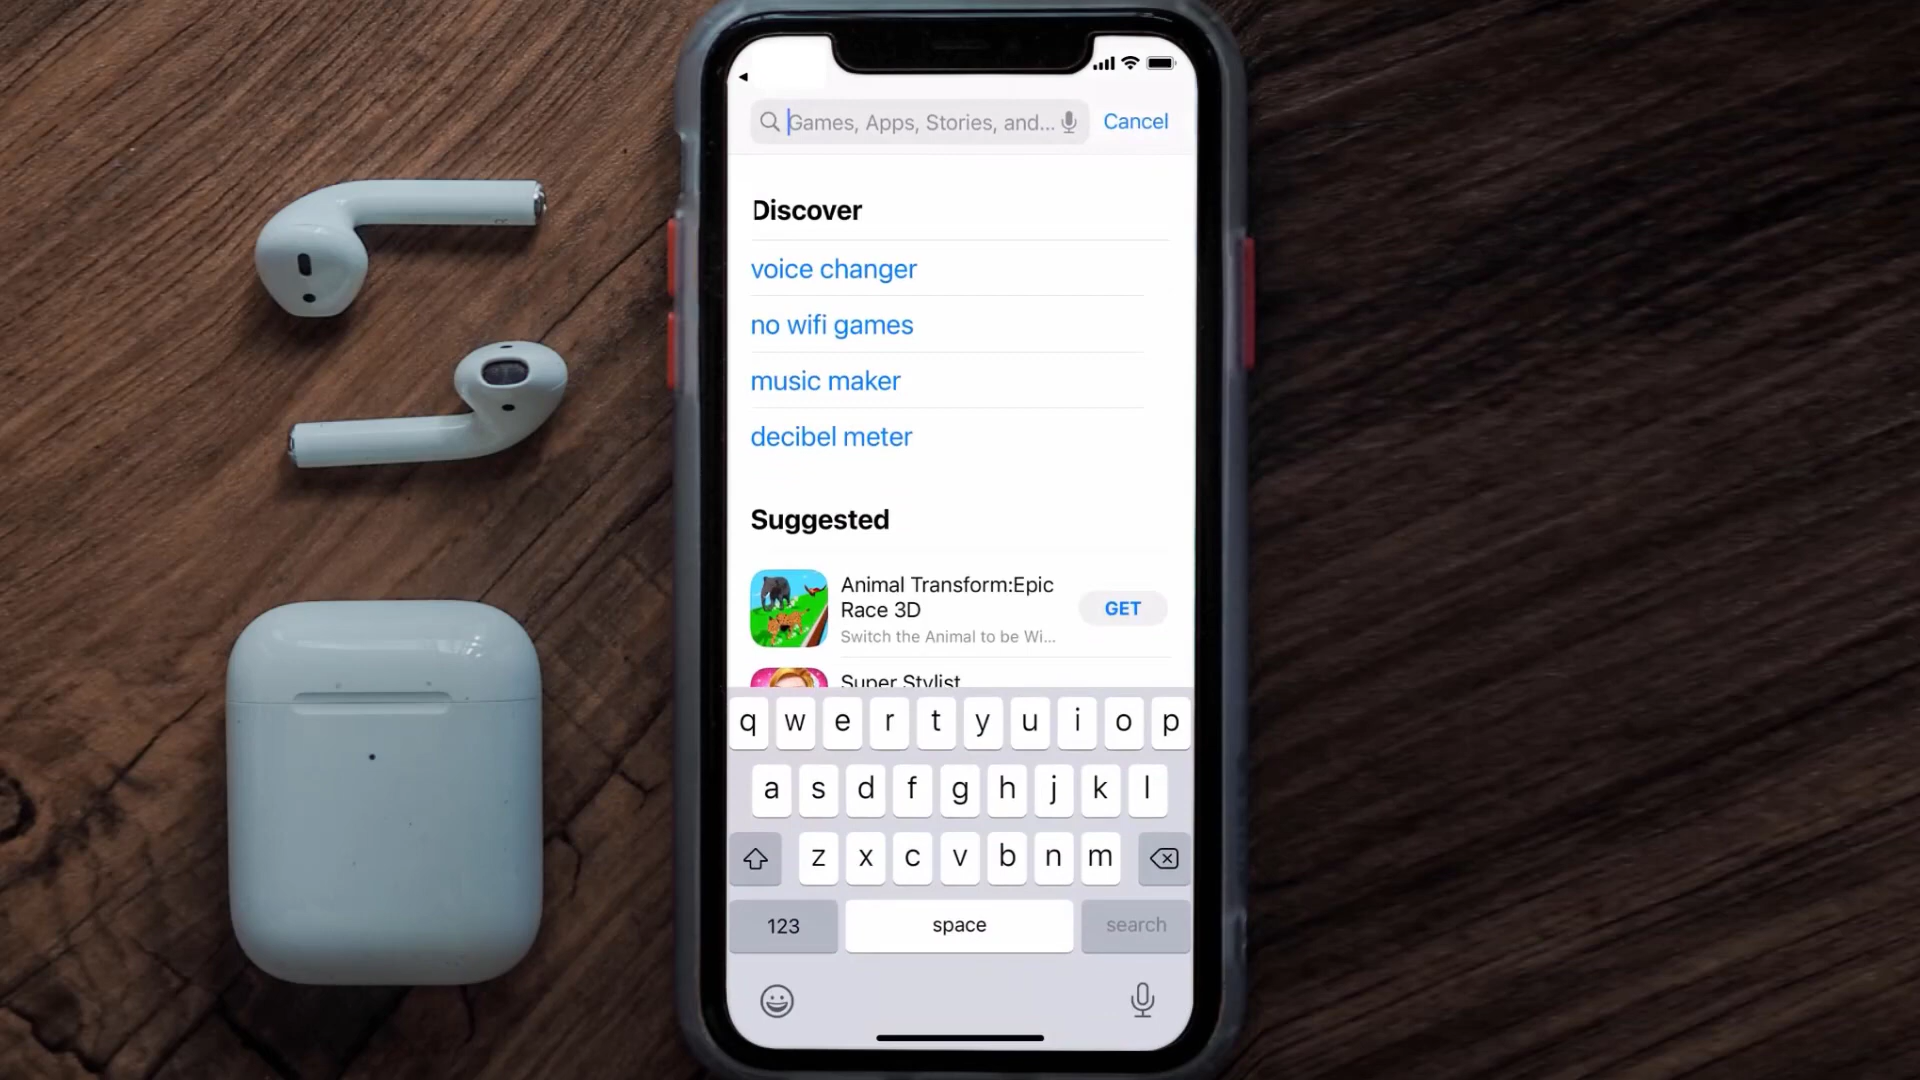 Games, Apps, Stories, and...
Cancel
Discover
voice changer
no wifi games
music maker
decibel meter
Suggested
Animal Transform:Epic
Race 3D
GET
Switch the Animal to be Wi...
Super Stylist
q w e r t y u i o p
a s d f g h j k l
z x c v b n m
123 space search